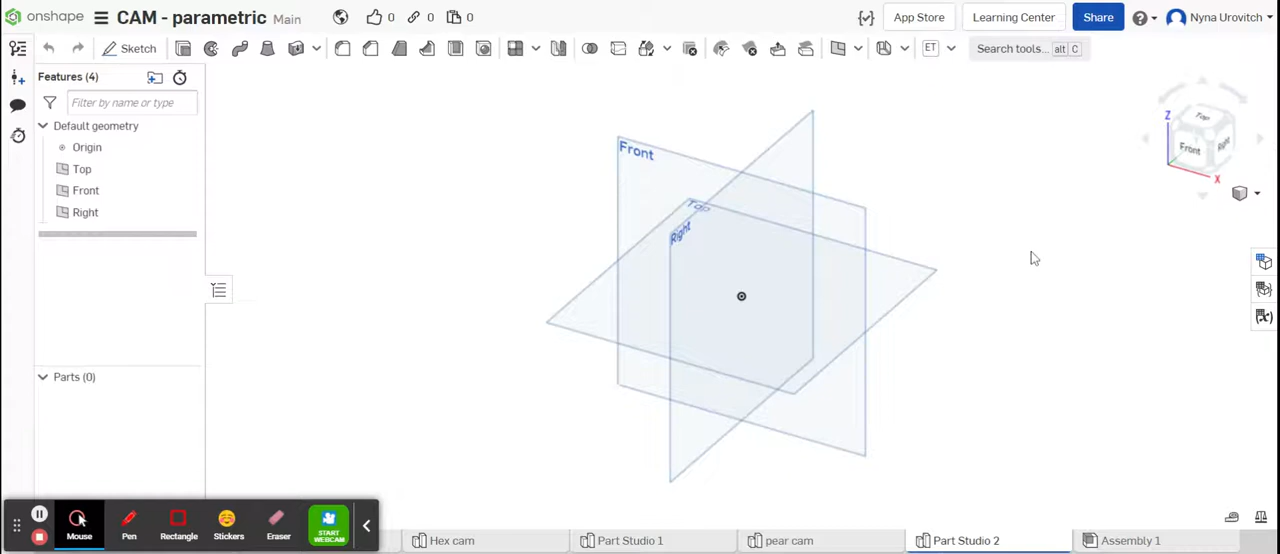 onshape CAM - parametric Main 0 0 0 App Store Learning Center Share Nyna Urovitch
Sketch ET Search tools... alt C
Features (4)
Filter by name or type
Default geometry
Origin
Top
Front
Right
Parts (0)
Front
Top
Right
Top
Front Right
Z
X
Mouse Pen Rectangle Stickers Eraser START WEBCAM
Hex cam Part Studio 1 pear cam Part Studio 2 Assembly 1